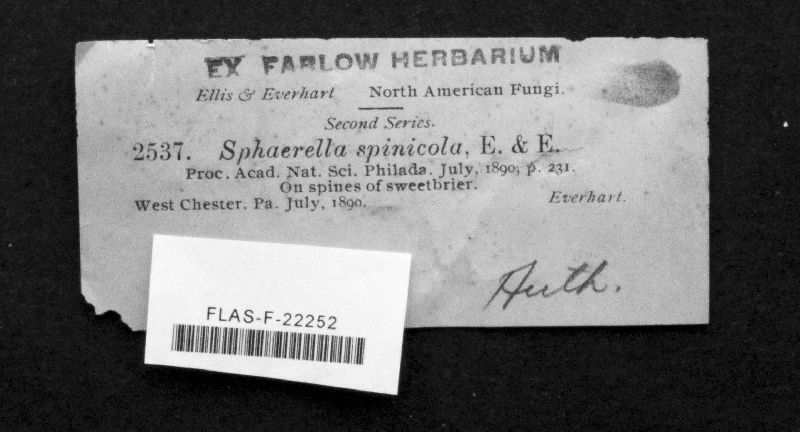 EX FARLOW HERBARIUM
Ellis & Everhart North American Fungi.
Second Series.
2537. Sphaerella spinicola, E. & E.
Proc. Acad. Nat. Sci. Philada. July, 1890, p. 231.
On spines of sweetbrier.
West Chester, Pa. July, 1890. Everhart.
Auth.
FLAS-F-22252